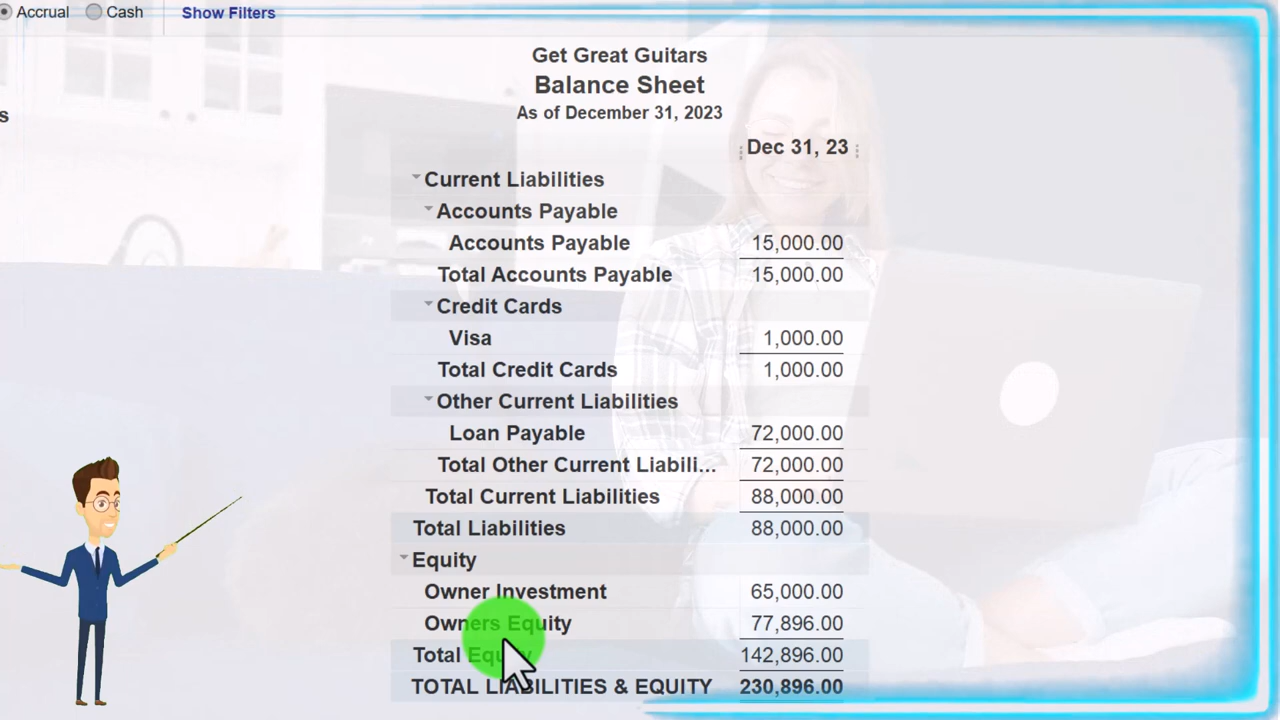 Accrual Cash Show Filters
s
Get Great Guitars
Balance Sheet
As of December 31, 2023
Dec 31, 23
Current Liabilities
Accounts Payable
Accounts Payable 15,000.00
Total Accounts Payable 15,000.00
Credit Cards
Visa 1,000.00
Total Credit Cards 1,000.00
Other Current Liabilities
Loan Payable 72,000.00
Total Other Current Liabili... 72,000.00
Total Current Liabilities 88,000.00
Total Liabilities 88,000.00
Equity
Owner Investment 65,000.00
Owners Equity 77,896.00
Total Equity 142,896.00
TOTAL LIABILITIES & EQUITY 230,896.00